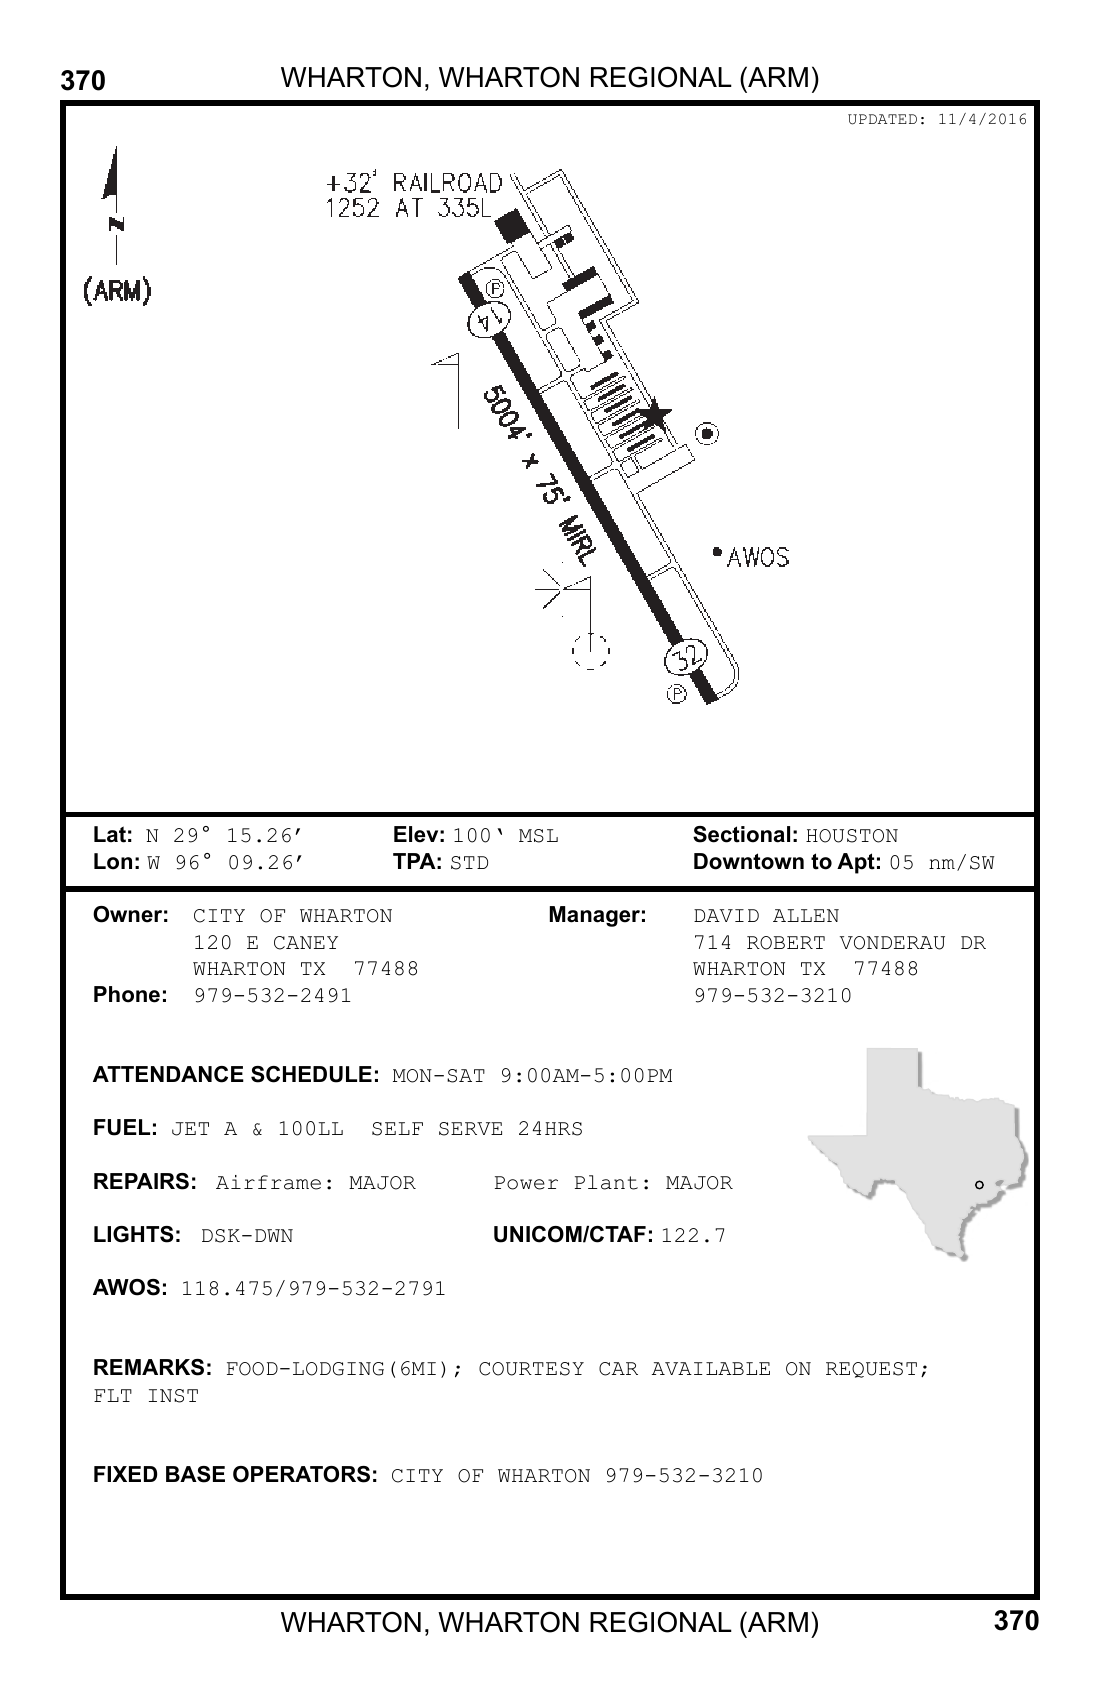 370 WHARTON, WHARTON REGIONAL (ARM)
UPDATED: 11/4/2016
+32' RAILROAD
1252 AT 335L
N
(ARM)
P
14
5004' x 75' MIRL
AWOS
32
P
Lat: N 29° 15.26’ Elev: 100‘ MSL Sectional: HOUSTON
Lon: W 96° 09.26’ TPA: STD Downtown to Apt: 05 nm/SW
Owner: CITY OF WHARTON Manager: DAVID ALLEN
120 E CANEY 714 ROBERT VONDERAU DR
WHARTON TX 77488 WHARTON TX 77488
Phone: 979-532-2491 979-532-3210
ATTENDANCE SCHEDULE: MON-SAT 9:00AM-5:00PM
FUEL: JET A & 100LL SELF SERVE 24HRS
REPAIRS: Airframe: MAJOR Power Plant: MAJOR
LIGHTS: DSK-DWN UNICOM/CTAF: 122.7
AWOS: 118.475/979-532-2791
REMARKS: FOOD-LODGING(6MI); COURTESY CAR AVAILABLE ON REQUEST;
FLT INST
FIXED BASE OPERATORS: CITY OF WHARTON 979-532-3210
WHARTON, WHARTON REGIONAL (ARM) 370